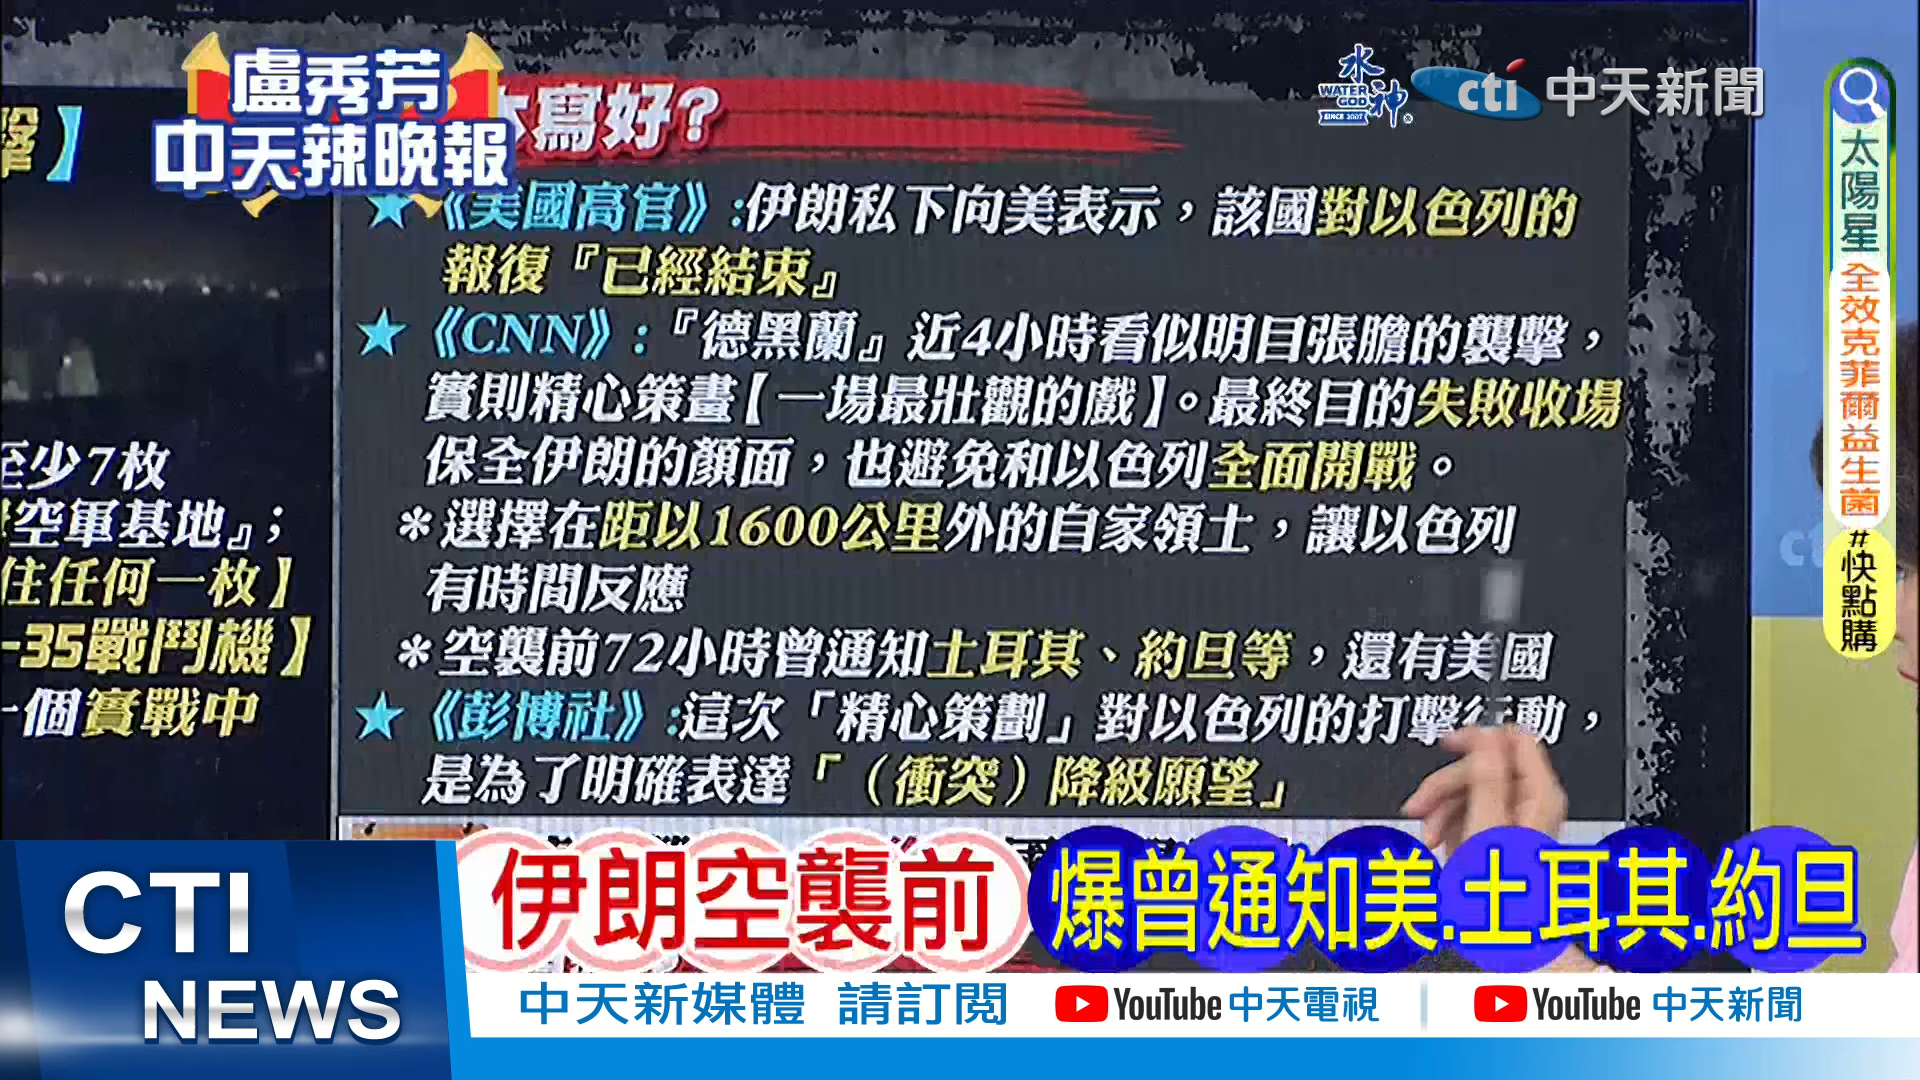 盧秀芳
中天辣晚報
寫好?
水神
WATER GOD
SINCE 2007
cti 中天新聞
擊】
至少7枚
空軍基地』;
住任何一枚】
-35戰鬥機】
一個實戰中
★《美國高官》:伊朗私下向美表示，該國對以色列的
報復『已經結束』
★《CNN》:『德黑蘭』近4小時看似明目張膽的襲擊，
實則精心策畫【一場最壯觀的戲】。最終目的失敗收場
保全伊朗的顏面，也避免和以色列全面開戰。
*選擇在距以1600公里外的自家領土，讓以色列
有時間反應
*空襲前72小時曾通知土耳其、約旦等，還有美國
★《彭博社》:這次「精心策劃」對以色列的打擊行動，
是為了明確表達「（衝突）降級願望」
太陽星
全效克菲爾益生菌
#快點購
伊朗空襲前 爆曾通知美.土耳其.約旦
CTI
NEWS
中天新媒體 請訂閱 YouTube 中天電視 YouTube 中天新聞